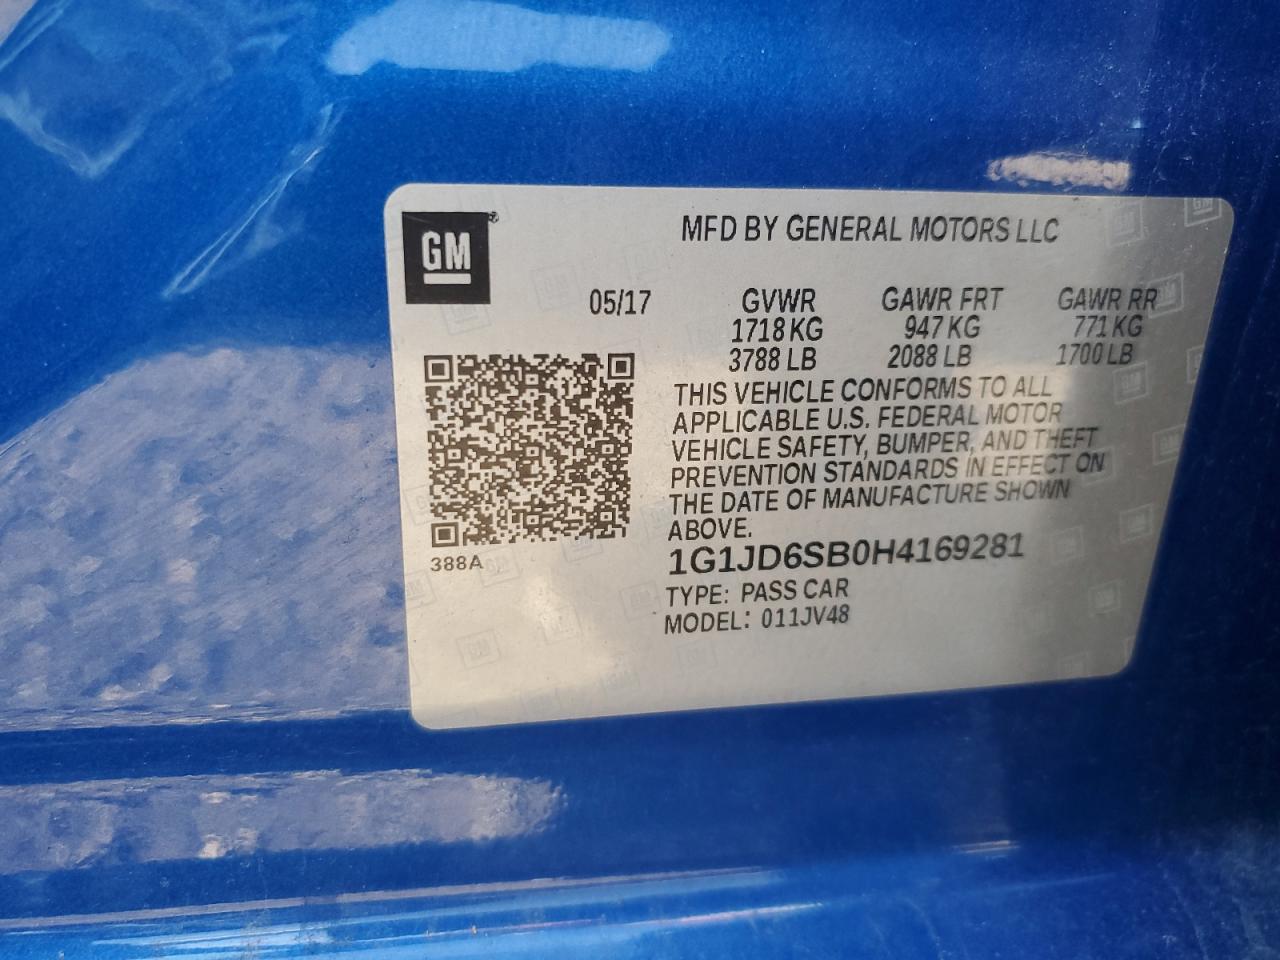 GM®
MFD BY GENERAL MOTORS LLC
05/17 GVWR GAWR FRT GAWR RR
1718 KG 947 KG 771 KG
3788 LB 2088 LB 1700 LB
THIS VEHICLE CONFORMS TO ALL
APPLICABLE U.S. FEDERAL MOTOR
VEHICLE SAFETY, BUMPER, AND THEFT
PREVENTION STANDARDS IN EFFECT ON
THE DATE OF MANUFACTURE SHOWN
ABOVE.
388A
1G1JD6SB0H4169281
TYPE: PASS CAR
MODEL: 011JV48